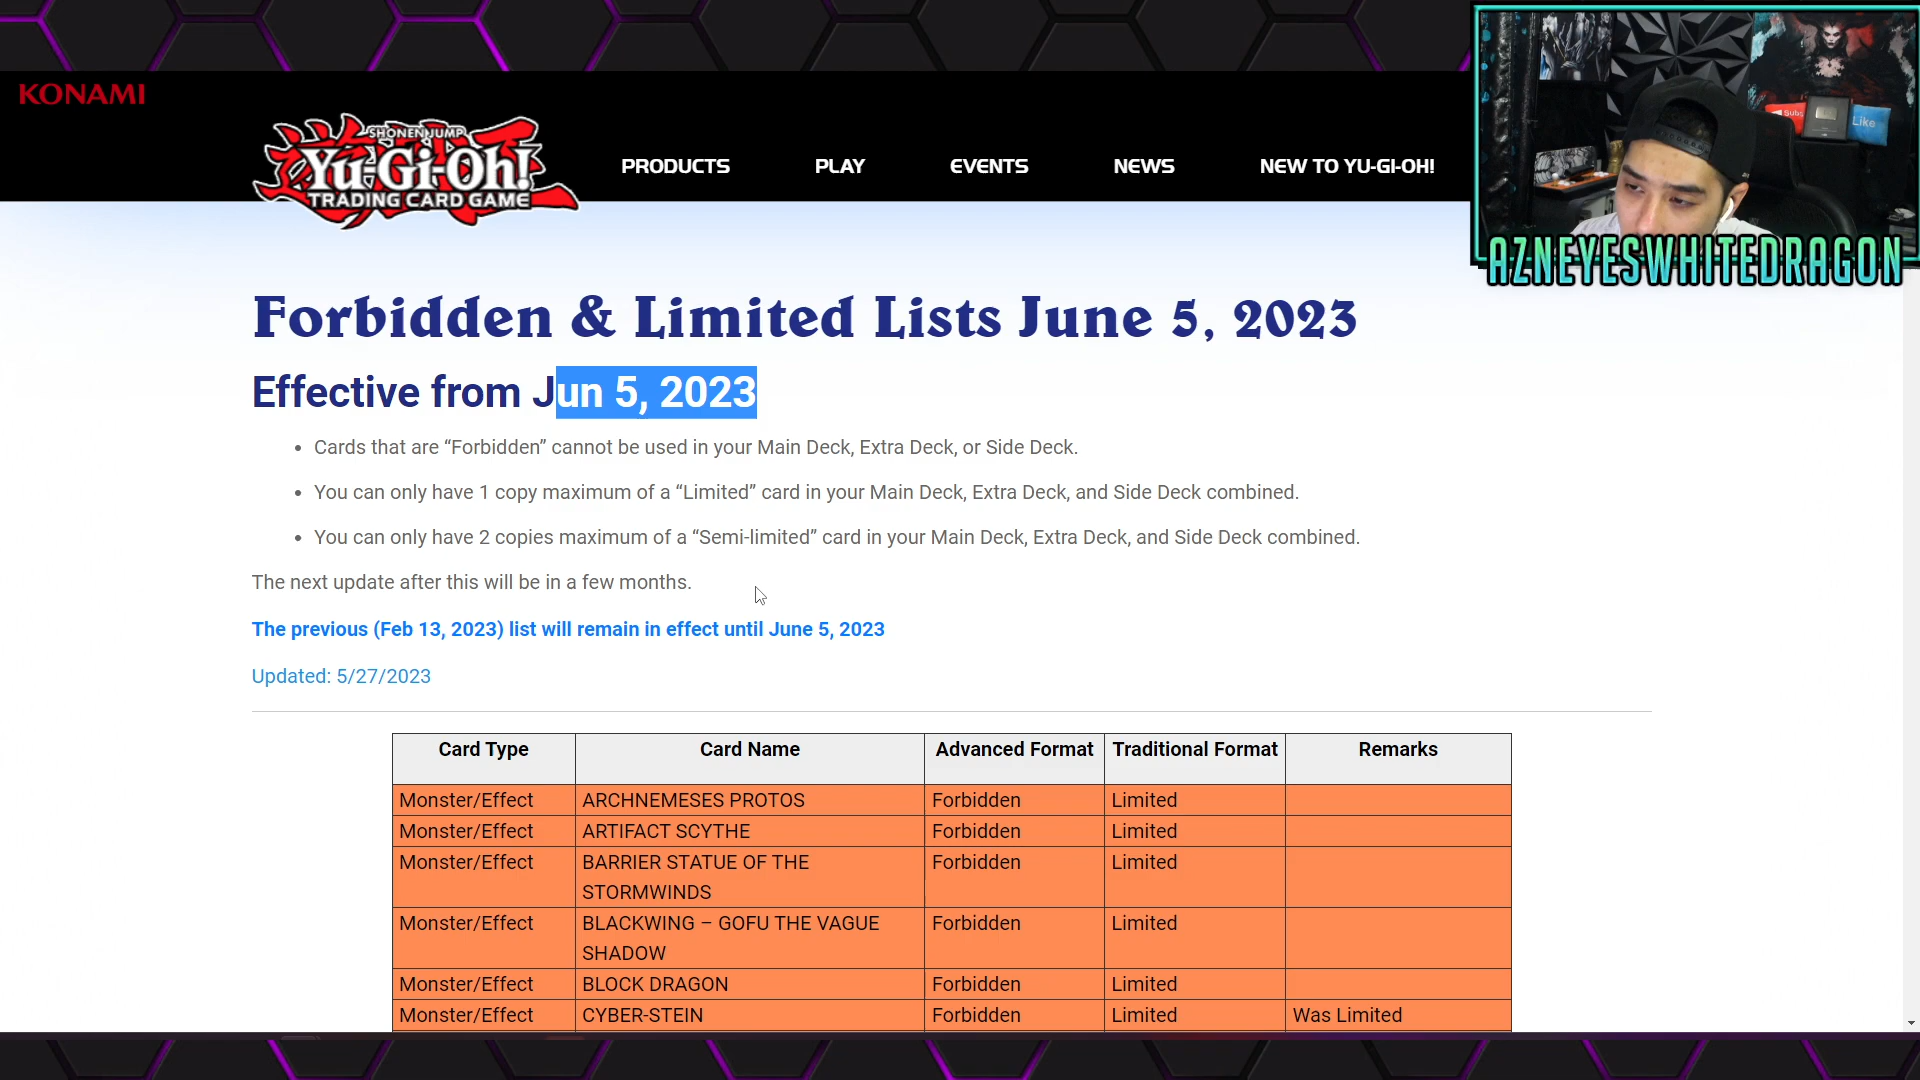 KONAMI
SHONEN JUMP
Yu-Gi-Oh!
TRADING CARD GAME
PRODUCTS
PLAY
EVENTS
NEWS
NEW TO YU-GI-OH!
Subs
Like
AZNEYESWHITEDRAGON
Forbidden & Limited Lists June 5, 2023
Effective from Jun 5, 2023
• Cards that are “Forbidden” cannot be used in your Main Deck, Extra Deck, or Side Deck.
• You can only have 1 copy maximum of a “Limited” card in your Main Deck, Extra Deck, and Side Deck combined.
• You can only have 2 copies maximum of a “Semi-limited” card in your Main Deck, Extra Deck, and Side Deck combined.
The next update after this will be in a few months.
The previous (Feb 13, 2023) list will remain in effect until June 5, 2023
Updated: 5/27/2023
Card Type Card Name Advanced Format Traditional Format Remarks
Monster/Effect ARCHNEMESES PROTOS Forbidden Limited
Monster/Effect ARTIFACT SCYTHE Forbidden Limited
Monster/Effect BARRIER STATUE OF THE Forbidden Limited
STORMWINDS
Monster/Effect BLACKWING – GOFU THE VAGUE Forbidden Limited
SHADOW
Monster/Effect BLOCK DRAGON Forbidden Limited
Monster/Effect CYBER-STEIN Forbidden Limited Was Limited